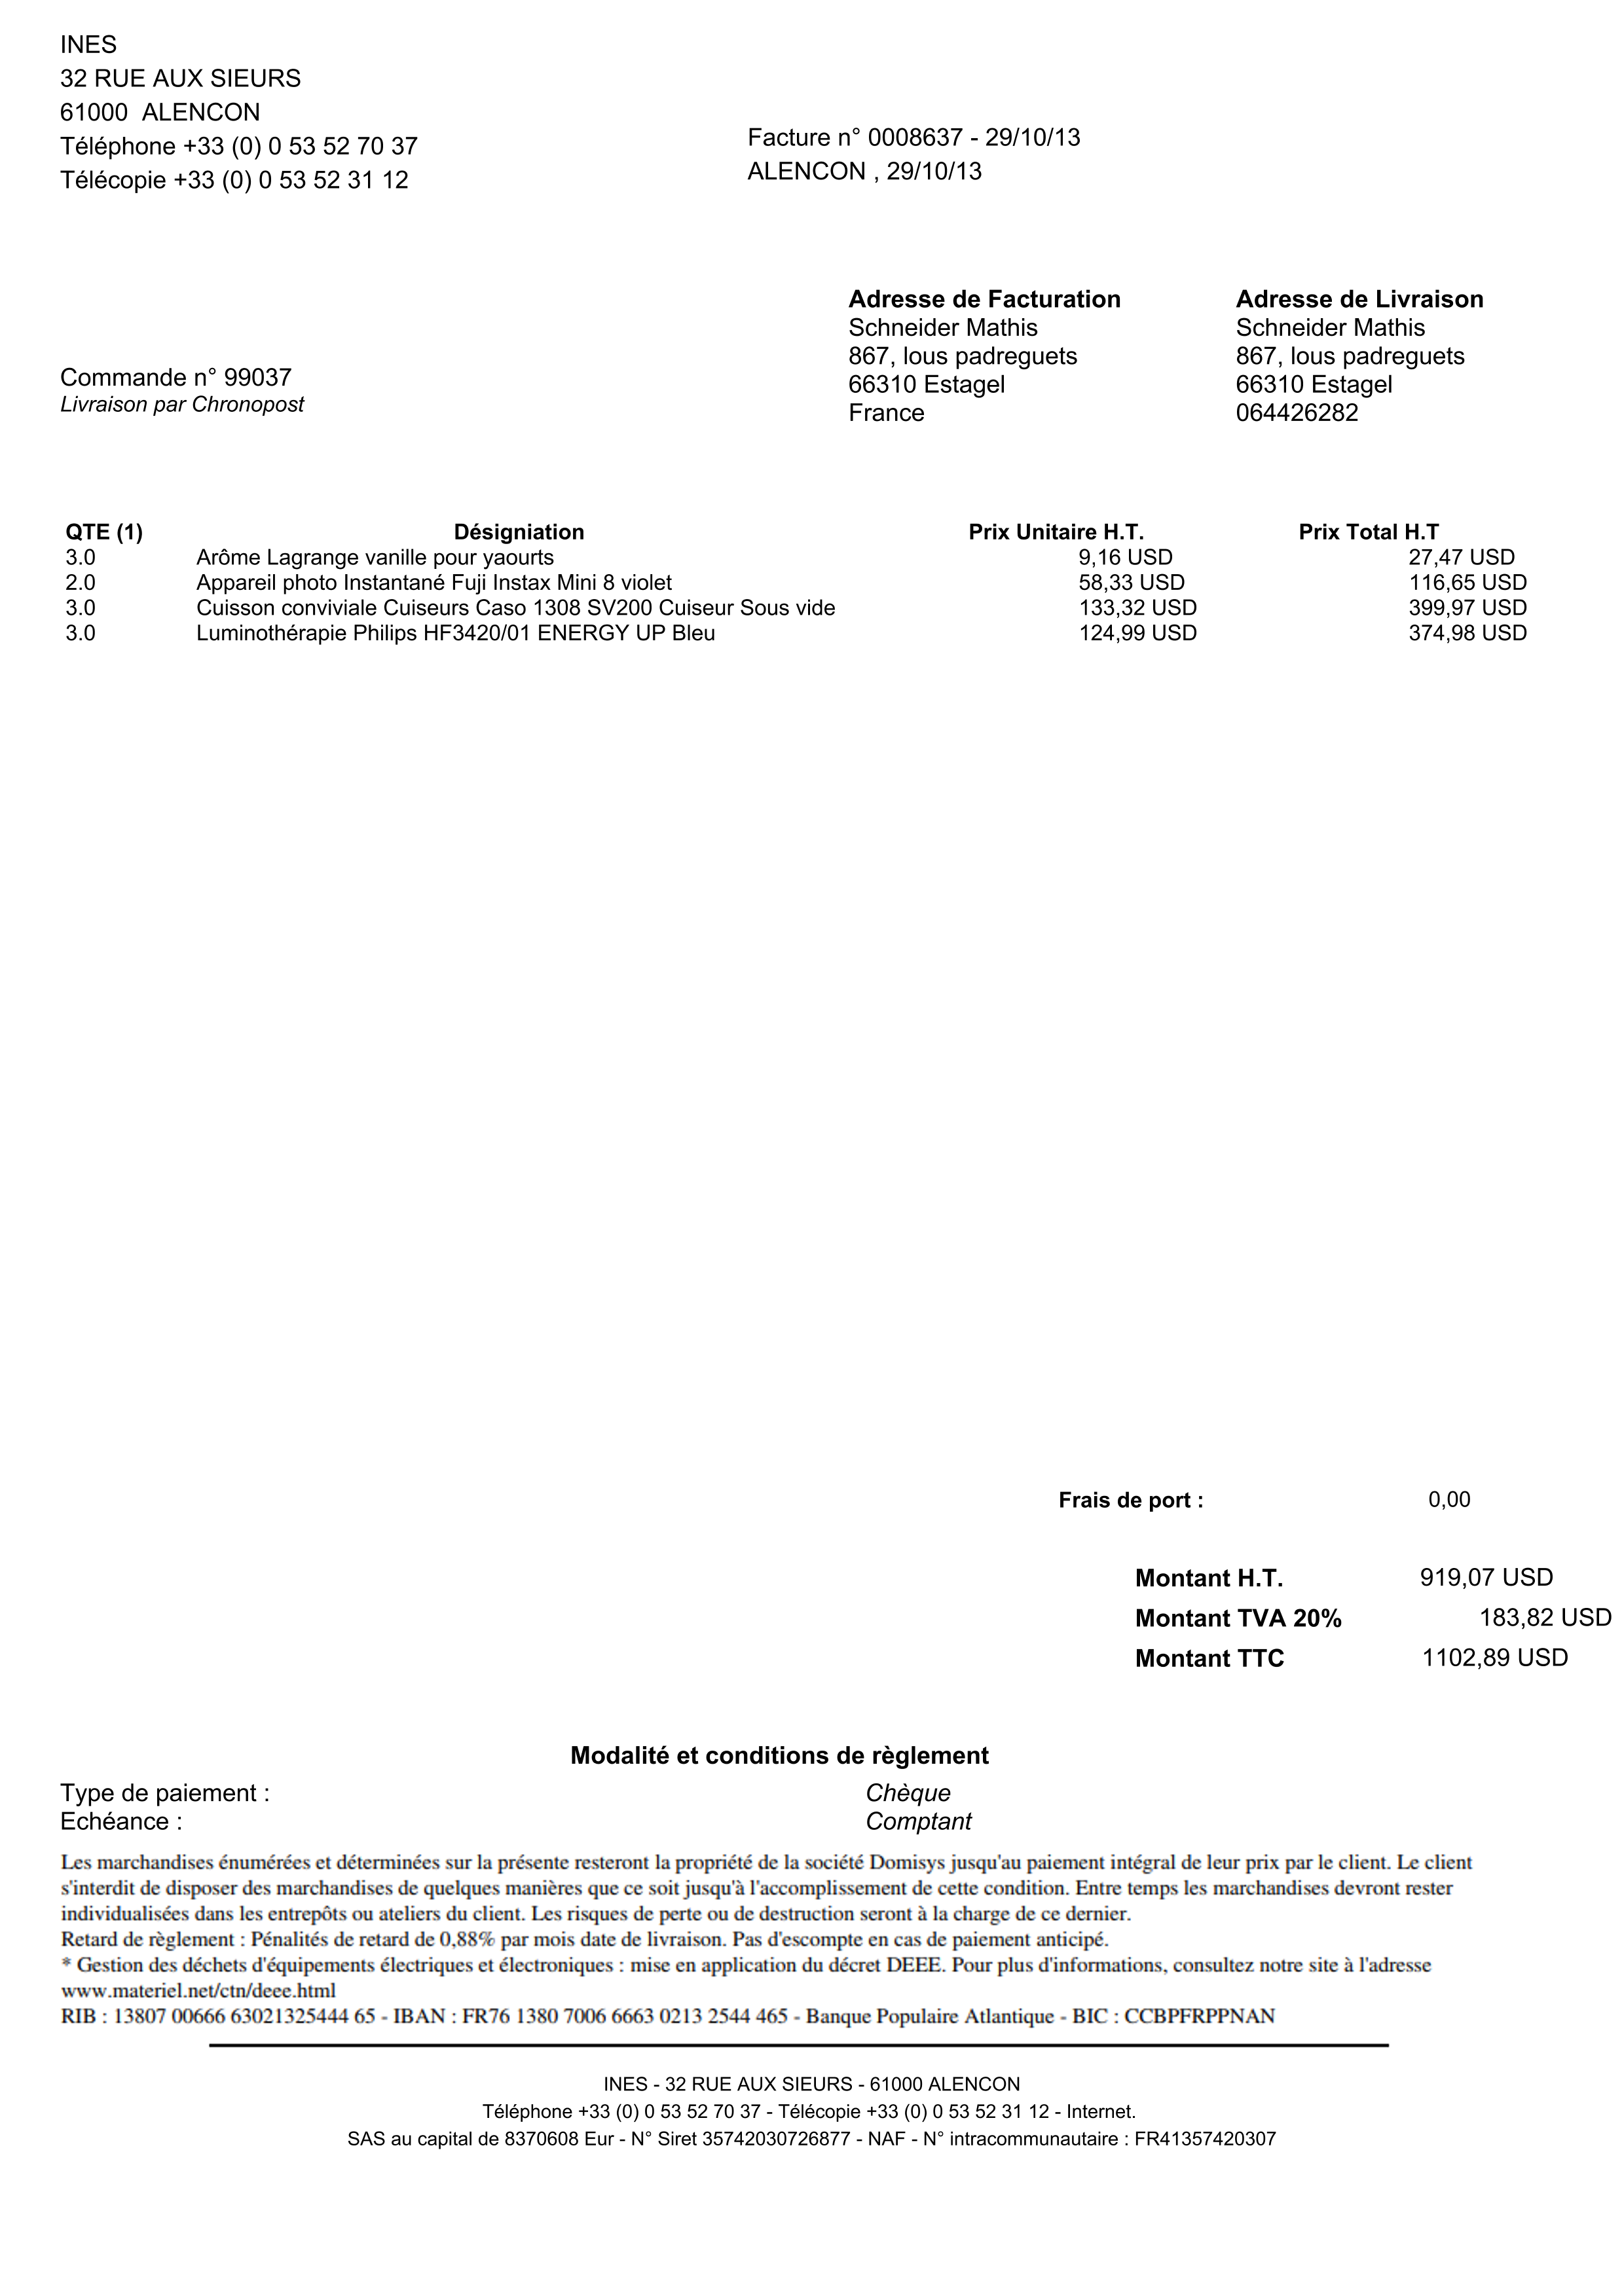 INES
32 RUE AUX SIEURS
61000 ALENCON
Téléphone +33 (0) 0 53 52 70 37
Télécopie +33 (0) 0 53 52 31 12
Facture n° 0008637 - 29/10/13
ALENCON , 29/10/13
Commande n° 99037
Livraison par Chronopost
Adresse de Facturation
Schneider Mathis
867, lous padreguets
66310 Estagel
France
Adresse de Livraison
Schneider Mathis
867, lous padreguets
66310 Estagel
064426282
QTE (1) Désigniation Prix Unitaire H.T. Prix Total H.T
3.0 Arôme Lagrange vanille pour yaourts 9,16 USD 27,47 USD
2.0 Appareil photo Instantané Fuji Instax Mini 8 violet 58,33 USD 116,65 USD
3.0 Cuisson conviviale Cuiseurs Caso 1308 SV200 Cuiseur Sous vide 133,32 USD 399,97 USD
3.0 Luminothérapie Philips HF3420/01 ENERGY UP Bleu 124,99 USD 374,98 USD
Frais de port : 0,00
Montant H.T. 919,07 USD
Montant TVA 20% 183,82 USD
Montant TTC 1102,89 USD
Modalité et conditions de règlement
Type de paiement : Chèque
Echéance : Comptant
Les marchandises énumérées et déterminées sur la présente resteront la propriété de la société Domisys jusqu'au paiement intégral de leur prix par le client. Le client
s'interdit de disposer des marchandises de quelques manières que ce soit jusqu'à l'accomplissement de cette condition. Entre temps les marchandises devront rester
individualisées dans les entrepôts ou ateliers du client. Les risques de perte ou de destruction seront à la charge de ce dernier.
Retard de règlement : Pénalités de retard de 0,88% par mois date de livraison. Pas d'escompte en cas de paiement anticipé.
* Gestion des déchets d'équipements électriques et électroniques : mise en application du décret DEEE. Pour plus d'informations, consultez notre site à l'adresse
www.materiel.net/ctn/deee.html
RIB : 13807 00666 63021325444 65 - IBAN : FR76 1380 7006 6663 0213 2544 465 - Banque Populaire Atlantique - BIC : CCBPFRPPNAN
INES - 32 RUE AUX SIEURS - 61000 ALENCON
Téléphone +33 (0) 0 53 52 70 37 - Télécopie +33 (0) 0 53 52 31 12 - Internet.
SAS au capital de 8370608 Eur - N° Siret 35742030726877 - NAF - N° intracommunautaire : FR41357420307